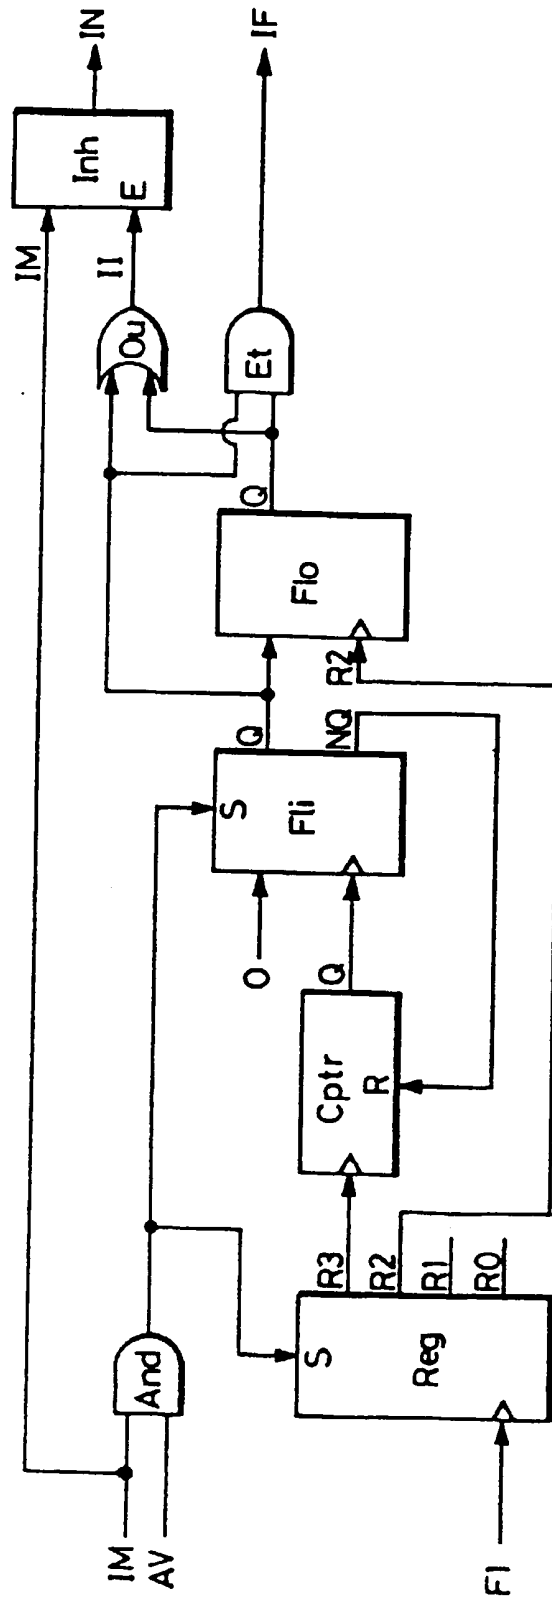 IM
AV
And
IM
II
Inh
E
IN
Ou
Et
IF
FI
S
Reg
R3
R2
R1
R0
Cptr
R
Q
O
S
Fli
Q
NQ
R2
Flo
Q